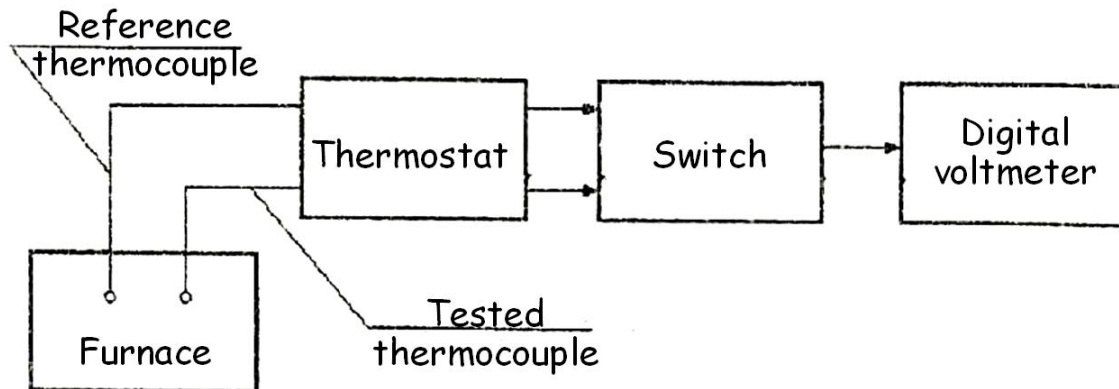 Reference
thermocouple
Thermostat
Switch
Digital
voltmeter
Furnace
Tested
thermocouple